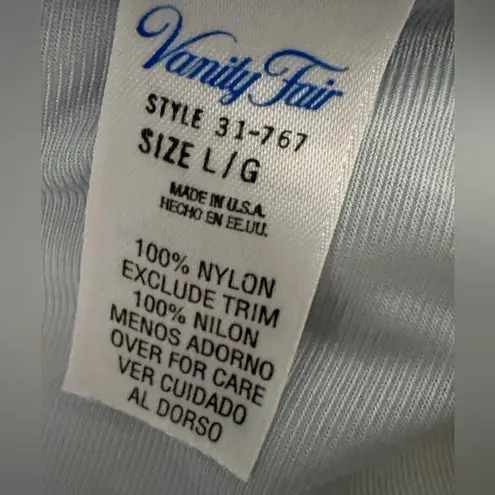 Vanity Fair
STYLE 31-767
SIZE L/G
MADE IN U.S.A.
HECHO EN EE.UU.
100% NYLON
EXCLUDE TRIM
100% NILON
MENOS ADORNO
OVER FOR CARE
VER CUIDADO
AL DORSO